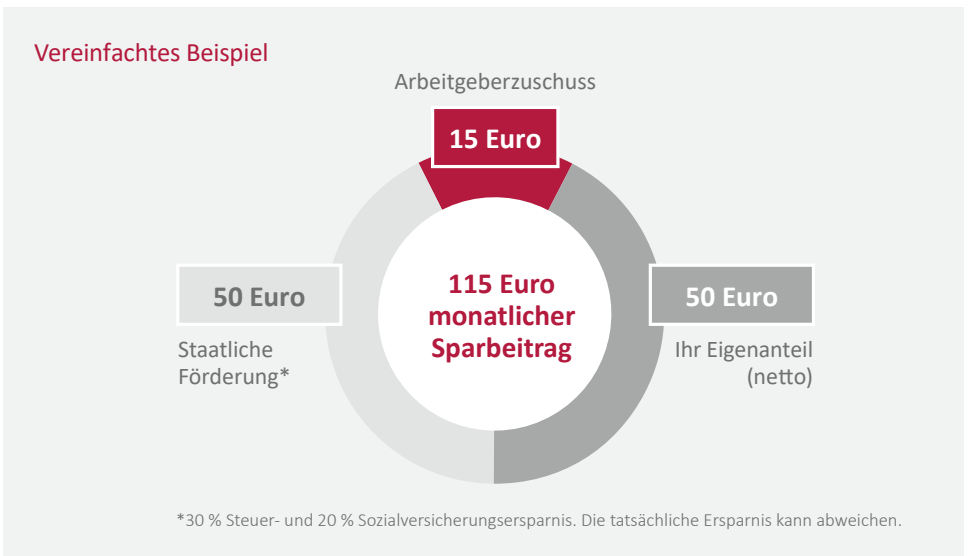 Vereinfachtes Beispiel
Arbeitgeberzuschuss
15 Euro
115 Euro
monatlicher
Sparbeitrag
50 Euro
Staatliche
Förderung*
50 Euro
Ihr Eigenanteil
(netto)
*30 % Steuer- und 20 % Sozialversicherungsersparnis. Die tatsächliche Ersparnis kann abweichen.